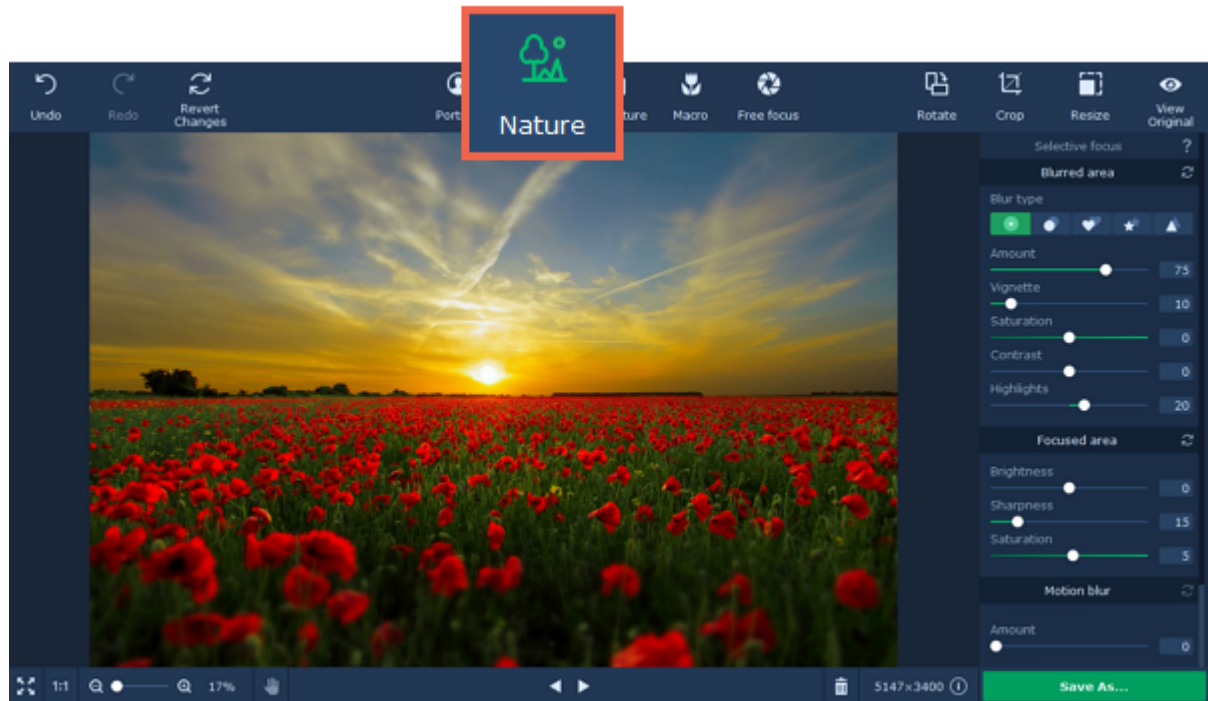 Nature
Undo
Redo
Revert
Changes
Macro
Free focus
Rotate
Crop
Resize
View
Original
Selective focus ?
Blurred area
Blur type
Amount
75
Vignette
10
Saturation
0
Contrast
0
Highlights
20
Focused area
Brightness
0
Sharpness
15
Saturation
5
Motion blur
Amount
0
1:1
17%
5147×3400
Save As...